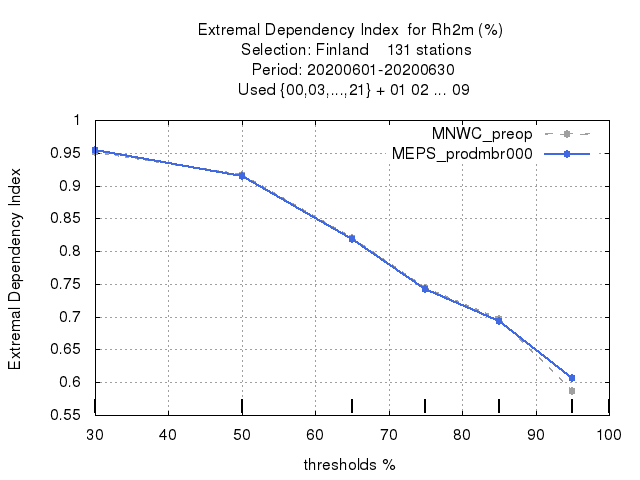 Extremal Dependency Index for Rh2m (%)
Selection: Finland 131 stations
Period: 20200601-20200630
Used {00,03,...,21} + 01 02 ... 09
MNWC_preop
MEPS_prodmbr000
Extremal Dependency Index
1
0.95
0.9
0.85
0.8
0.75
0.7
0.65
0.6
0.55
30 40 50 60 70 80 90 100
thresholds %